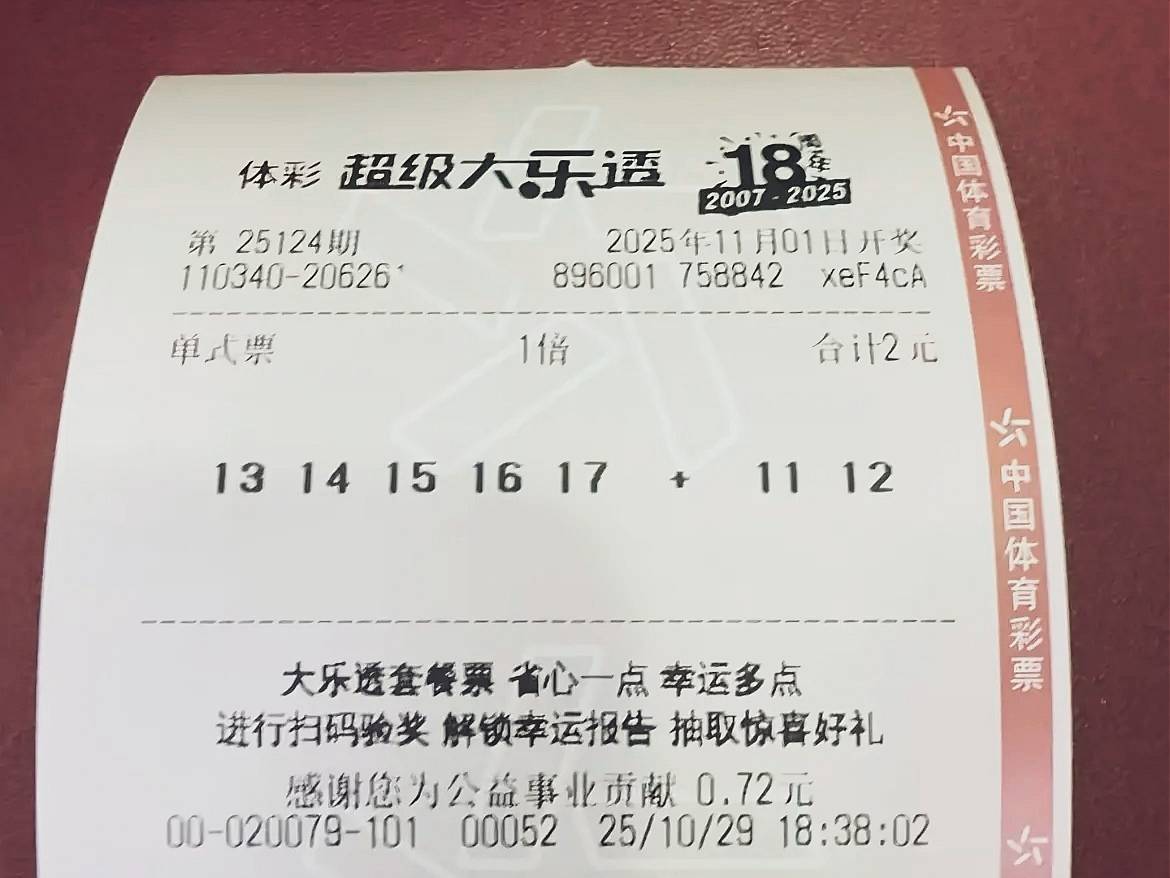 体彩 超级大乐透 18周年 2007-2025
第 25124期 2025年11月01日开奖
110340-206261 896001 758842 xeF4cA
单式票 1倍 合计2元
13 14 15 16 17 + 11 12
大乐透套餐票 省心一点 幸运多点
进行扫码验奖 解锁幸运报告 抽取惊喜好礼
感谢您为公益事业贡献 0.72元
00-020079-101 00052 25/10/29 18:38:02
中国体育彩票
中国体育彩票